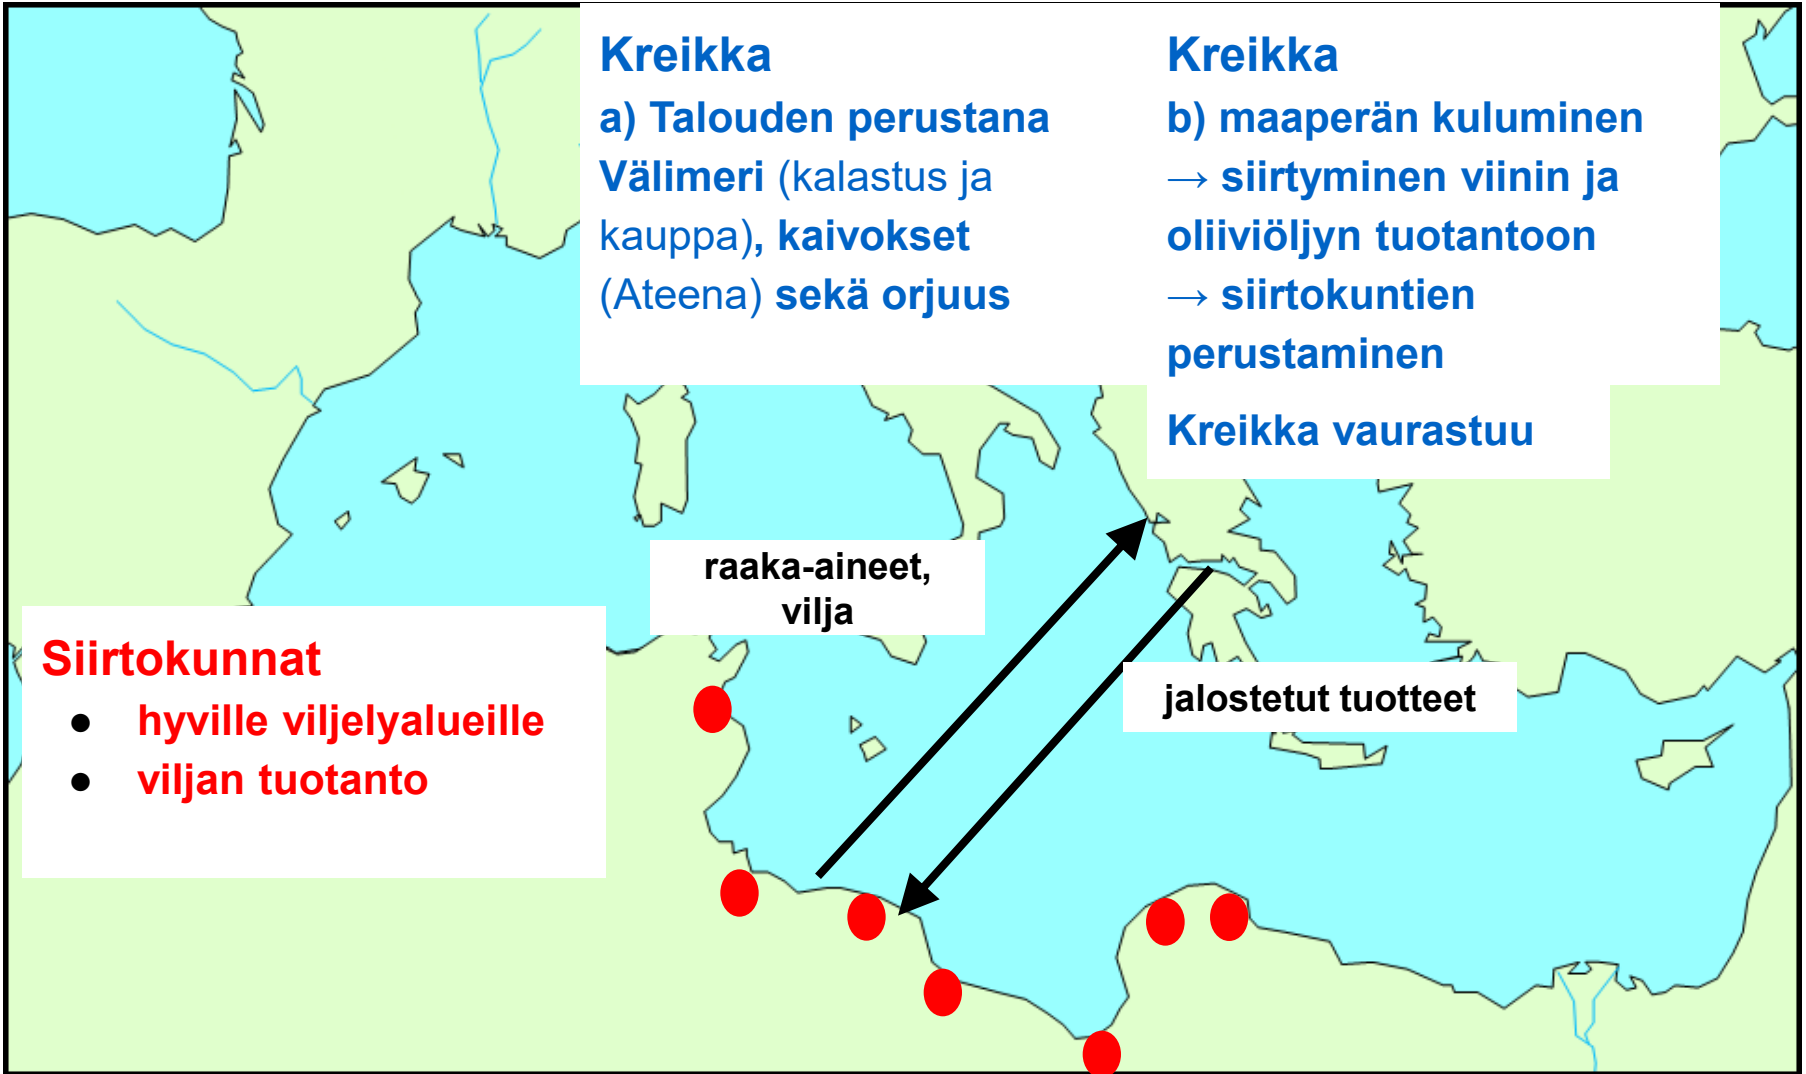 Kreikka
a) Talouden perustana
Välimeri (kalastus ja
kauppa), kaivokset
(Ateena) sekä orjuus
Kreikka
b) maaperän kuluminen
→ siirtyminen viinin ja
oliiviöljyn tuotantoon
→ siirtokuntien
perustaminen
Kreikka vaurastuu
raaka-aineet,
vilja
Siirtokunnat
● hyville viljelyalueille
● viljan tuotanto
jalostetut tuotteet